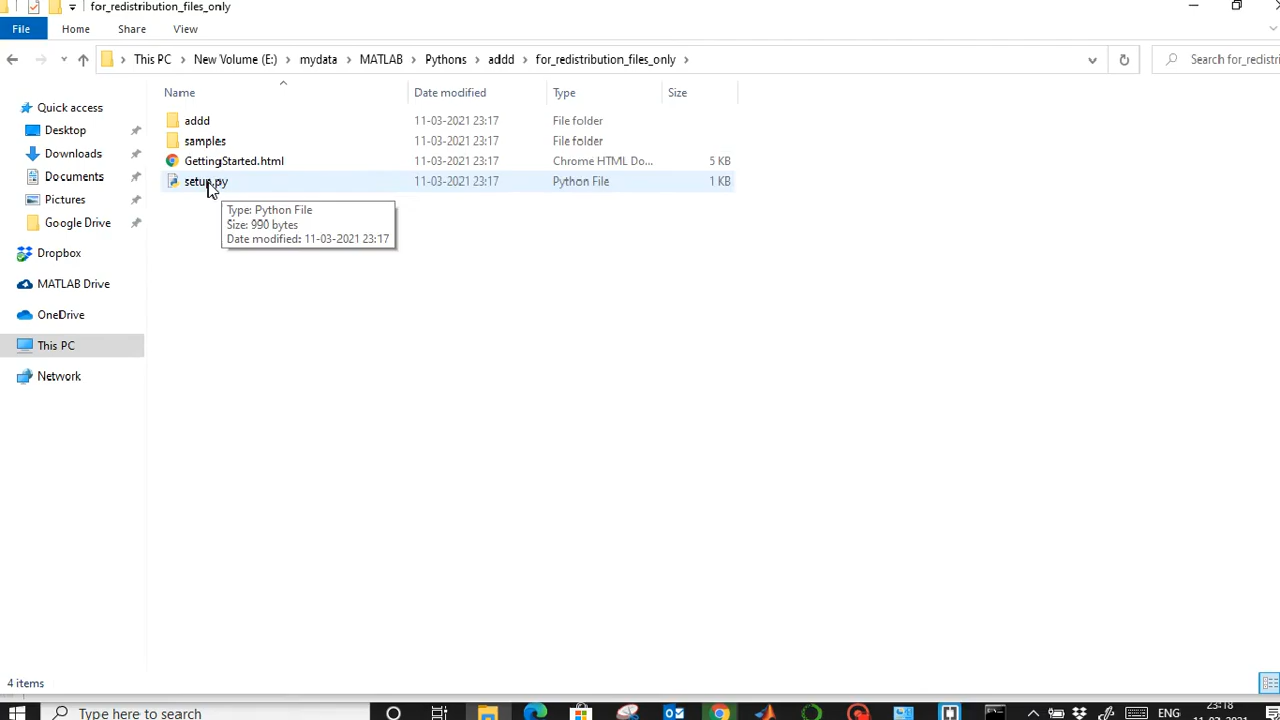 for_redistribution_files_only
File Home Share View
This PC New Volume (E:) mydata MATLAB Pythons addd for_redistribution_files_only Search for_redistri
Name Date modified Type Size
Quick access
Desktop
Downloads
Documents
Pictures
Google Drive
Dropbox
MATLAB Drive
OneDrive
This PC
Network
addd 11-03-2021 23:17 File folder
samples 11-03-2021 23:17 File folder
GettingStarted.html 11-03-2021 23:17 Chrome HTML Do... 5 KB
setup.py 11-03-2021 23:17 Python File 1 KB
Type: Python File
Size: 990 bytes
Date modified: 11-03-2021 23:17
4 items
Type here to search
ENG
23:18